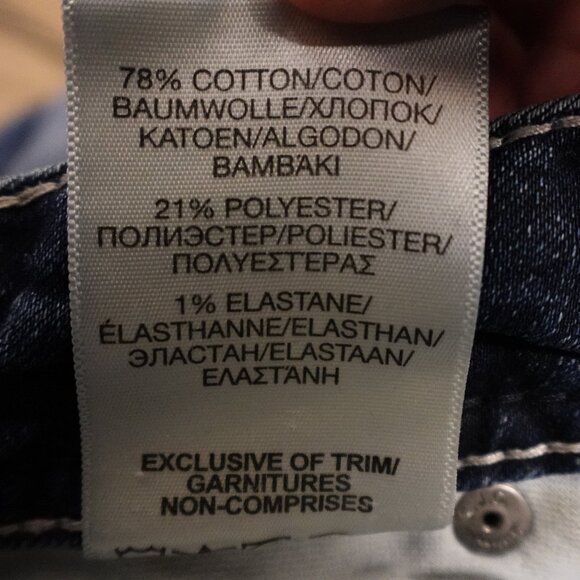 78% COTTON/COTON/
BAUMWOLLE/ХЛОПОК/
KATOEN/ALGODON/
ΒΑΜΒΆΚΙ
21% POLYESTER/
ПОЛИЭСТЕР/POLIESTER/
ΠΟΛΥΕΣΤΕΡΑΣ
1% ELASTANE/
ÉLASTHANNE/ELASTHAN/
ЭЛАСТАН/ELASTAAN/
ΕΛΑΣΤΆΝΗ
EXCLUSIVE OF TRIM/
GARNITURES
NON-COMPRISES